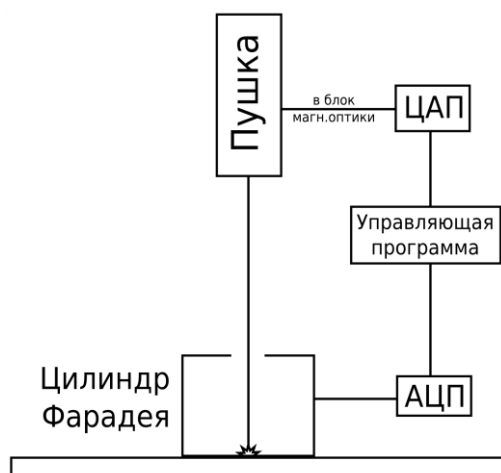 Пушка
в блок
магн.оптики
ЦАП
Управляющая
программа
Цилиндр
Фарадея
АЦП